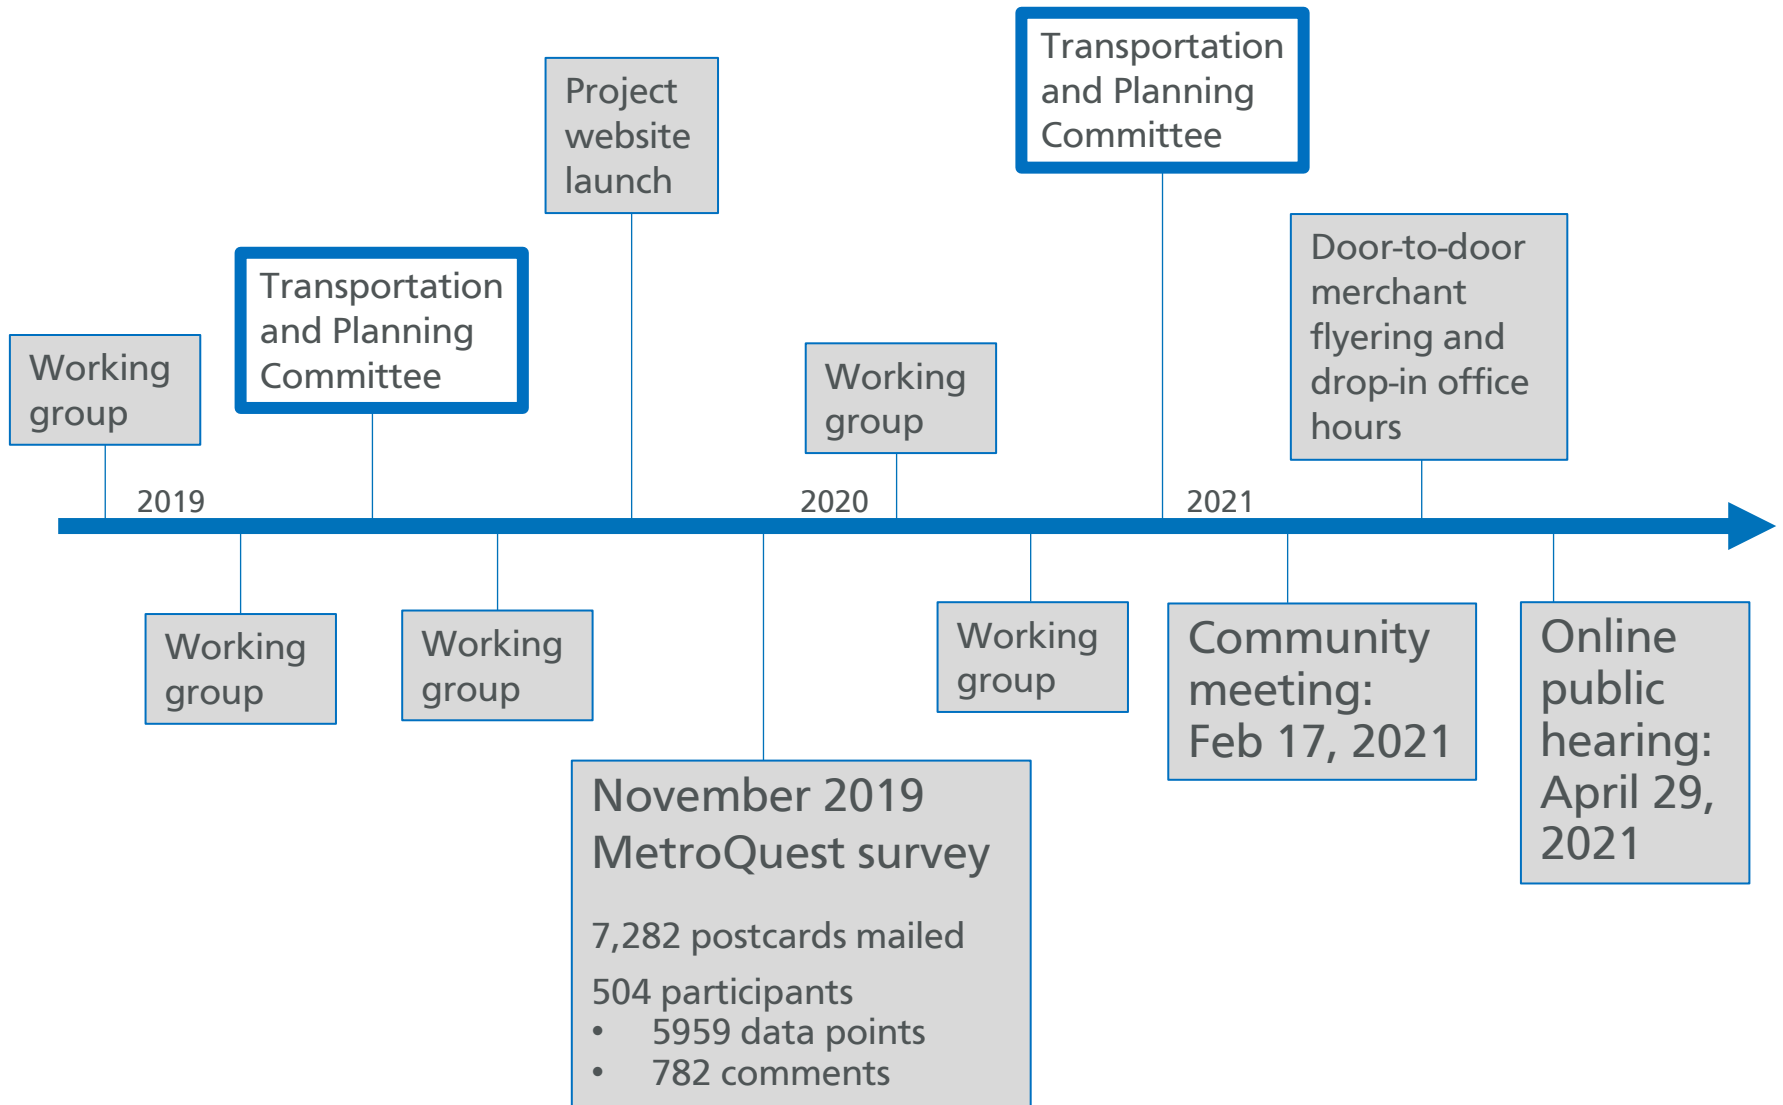 Transportation
and Planning
Committee
Project
website
launch
Door-to-door
merchant
flyering and
drop-in office
hours
Transportation
and Planning
Committee
Working
group
Working
group
2019
2020
2021
Working
group
Working
group
Working
group
Community
meeting:
Feb 17, 2021
Online
public
hearing:
April 29,
2021
November 2019
MetroQuest survey
7,282 postcards mailed
504 participants
• 5959 data points
• 782 comments